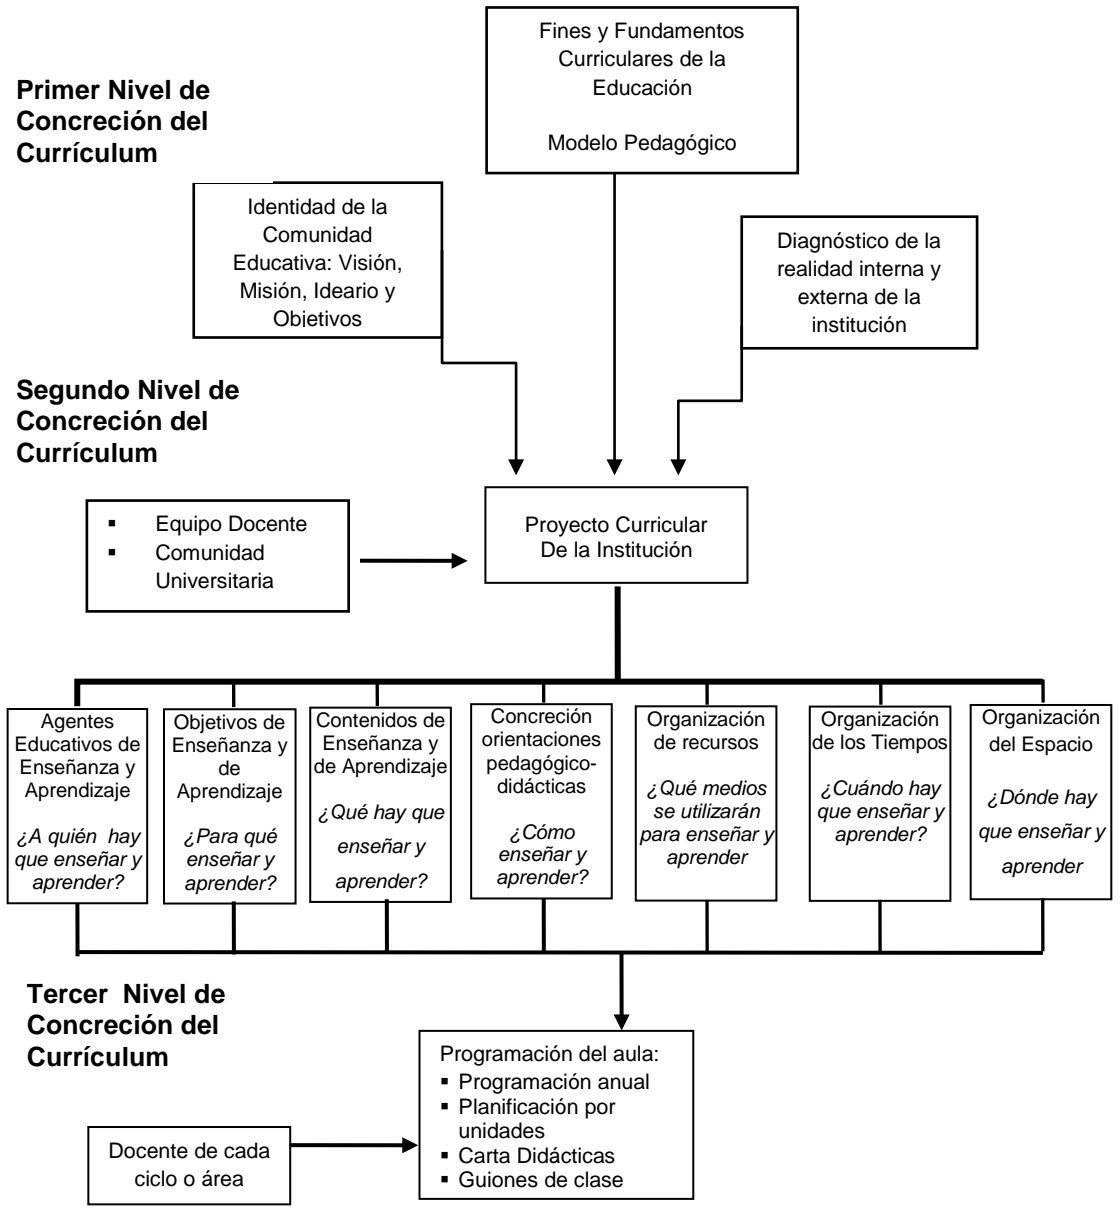 Fines y Fundamentos
Curriculares de la
Educación
Modelo Pedagógico
Primer Nivel de
Concreción del
Currículum
Identidad de la
Comunidad
Educativa: Visión,
Misión, Ideario y
Objetivos
Diagnóstico de la
realidad interna y
externa de la
institución
Segundo Nivel de
Concreción del
Currículum
▪ Equipo Docente
▪ Comunidad
Universitaria
Proyecto Curricular
De la Institución
Agentes
Educativos de
Enseñanza y
Aprendizaje
¿A quién hay
que enseñar y
aprender?
Objetivos de
Enseñanza y
de
Aprendizaje
¿Para qué
enseñar y
aprender?
Contenidos de
Enseñanza y
de Aprendizaje
¿Qué hay que
enseñar y
aprender?
Concreción
orientaciones
pedagógico-
didácticas
¿Cómo
enseñar y
aprender?
Organización
de recursos
¿Qué medios
se utilizarán
para enseñar y
aprender
Organización
de los Tiempos
¿Cuándo hay
que enseñar y
aprender?
Organización
del Espacio
¿Dónde hay
que enseñar y
aprender
Tercer Nivel de
Concreción del
Currículum
Programación del aula:
▪ Programación anual
▪ Planificación por
unidades
▪ Carta Didácticas
▪ Guiones de clase
Docente de cada
ciclo o área